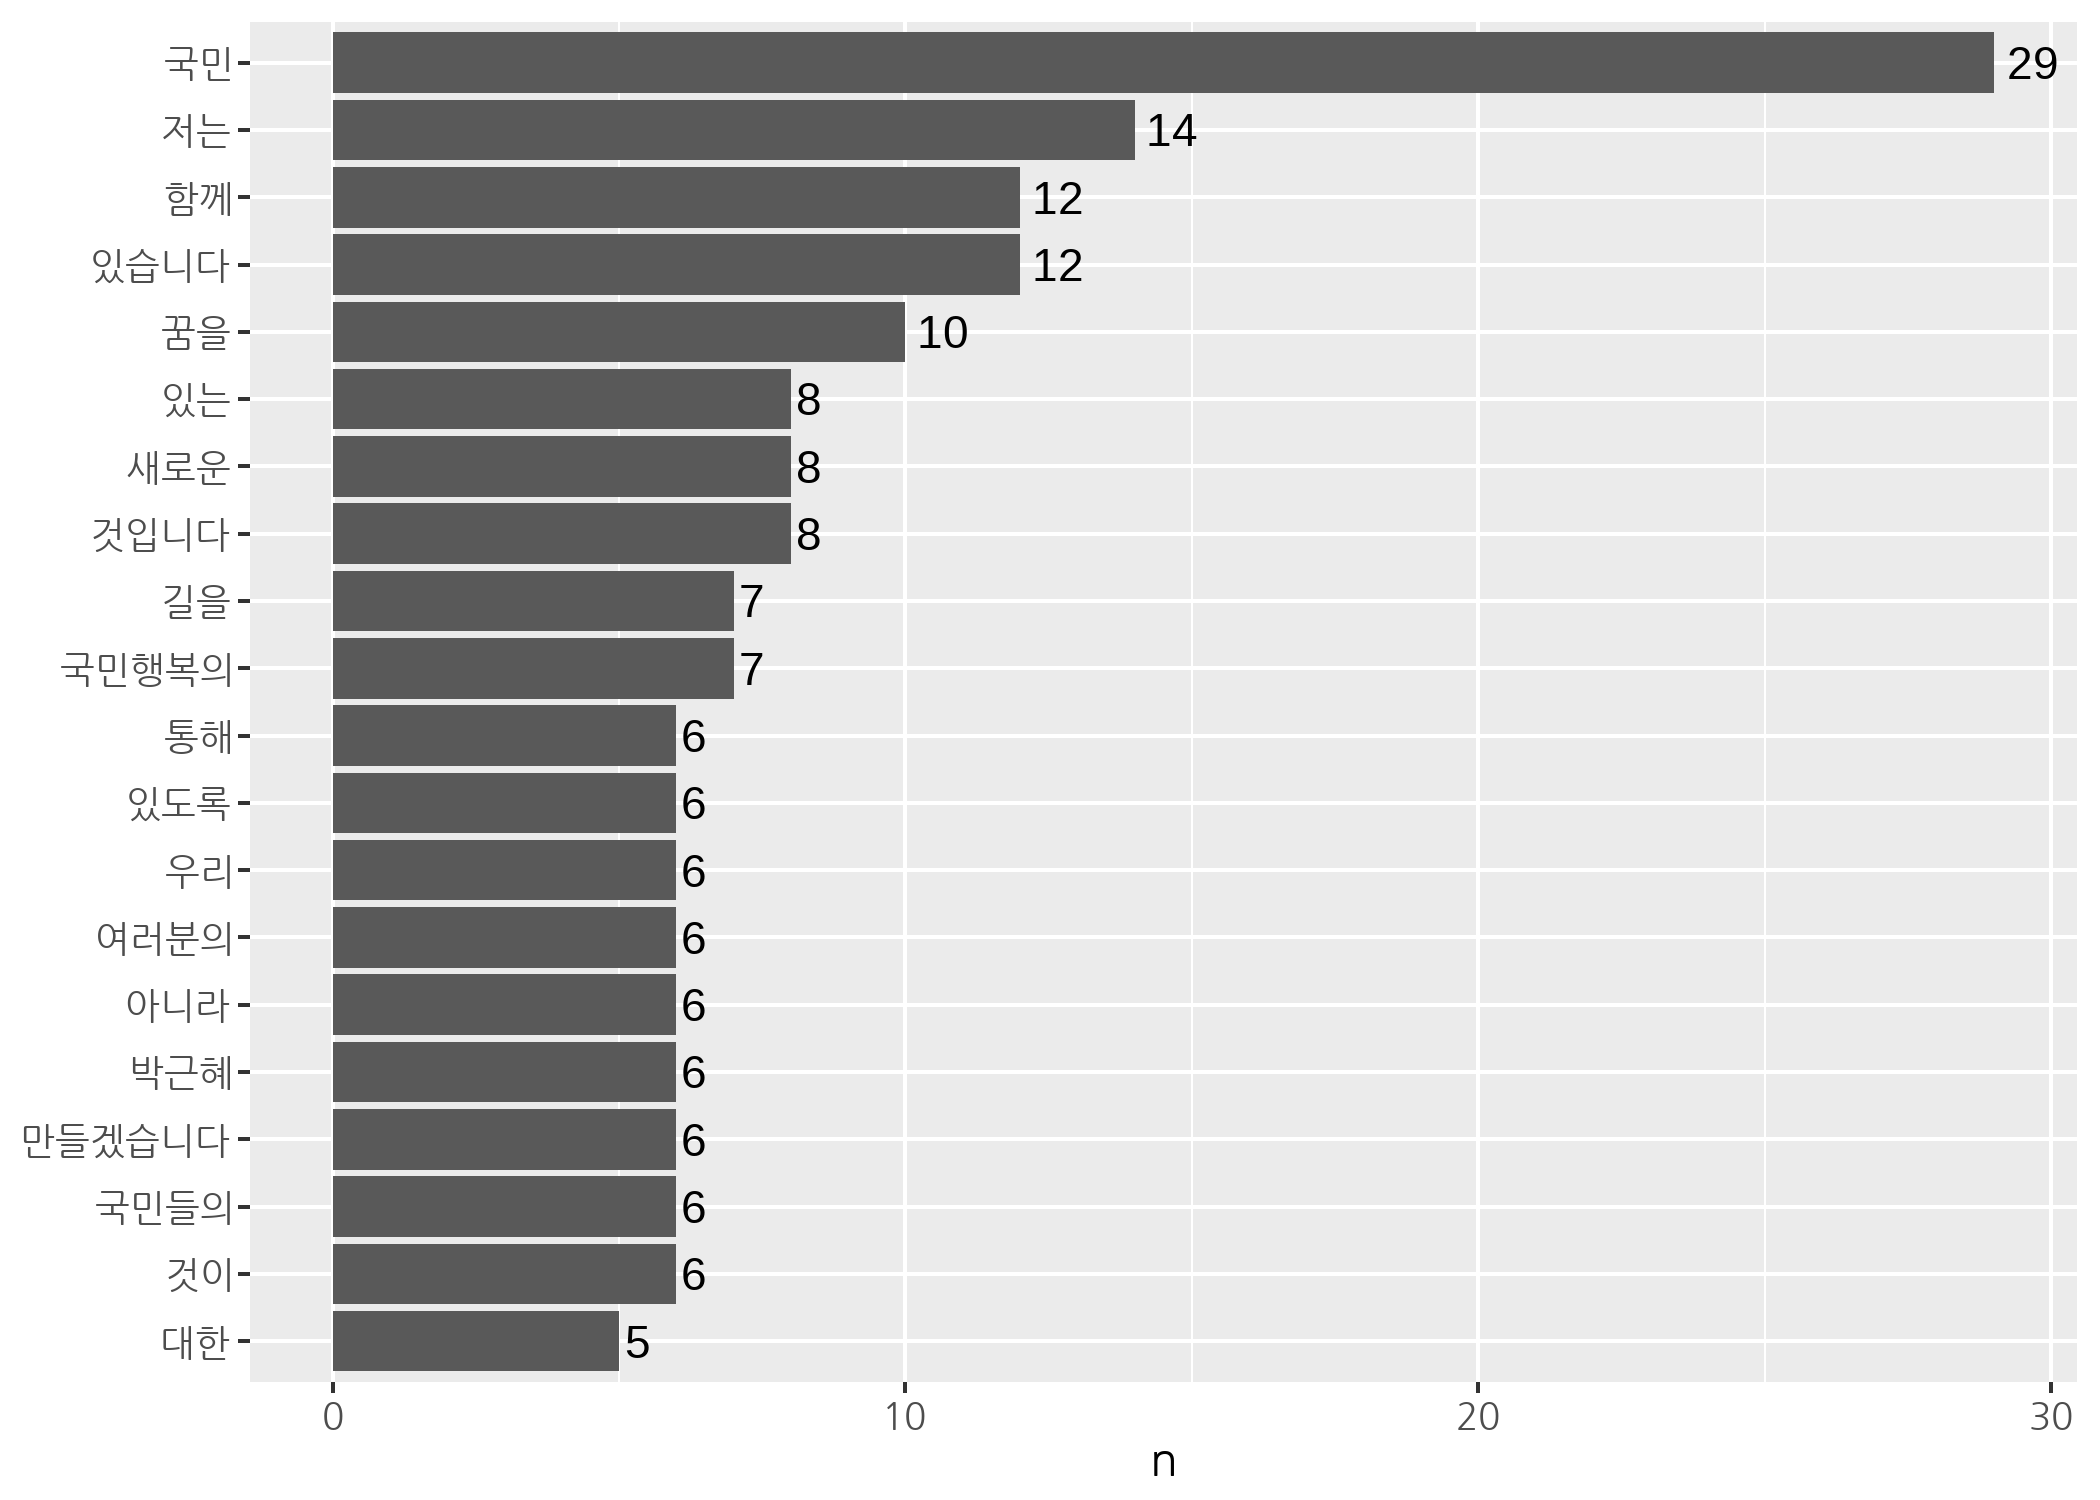 국민 29
저는 14
함께 12
있습니다 12
꿈을 10
있는 8
새로운 8
것입니다 8
길을 7
국민행복의 7
통해 6
있도록 6
우리 6
여러분의 6
아니라 6
박근혜 6
만들겠습니다 6
국민들의 6
것이 6
대한 5
0 10 20 30
n